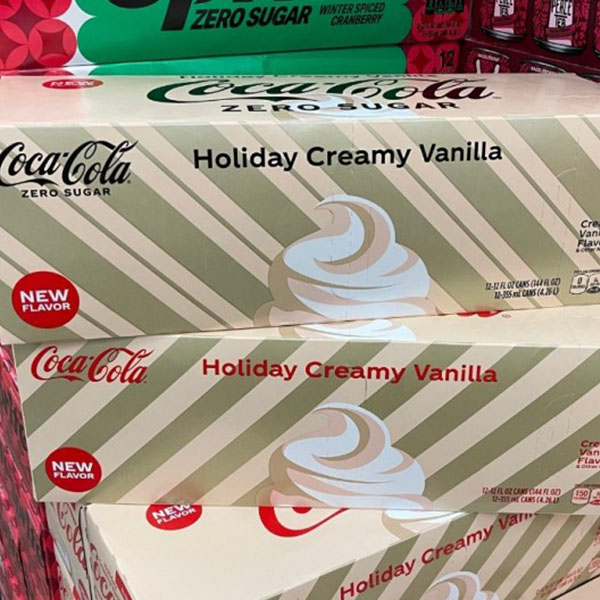 ZERO SUGAR
WINTER SPICED
CRANBERRY
12
NEW
Coca-Cola
ZERO SUGAR
Coca-Cola
ZERO SUGAR
Holiday Creamy Vanilla
NEW
FLAVOR
12-12 FL OZ CANS (144 FL OZ)
12-355 mL CANS (4.26 L)
0
Coca-Cola
Holiday Creamy Vanilla
NEW
FLAVOR
12-12 FL OZ CANS (144 FL OZ)
12-355 mL CANS (4.26 L)
150
NEW
FLAVOR
Holiday Creamy